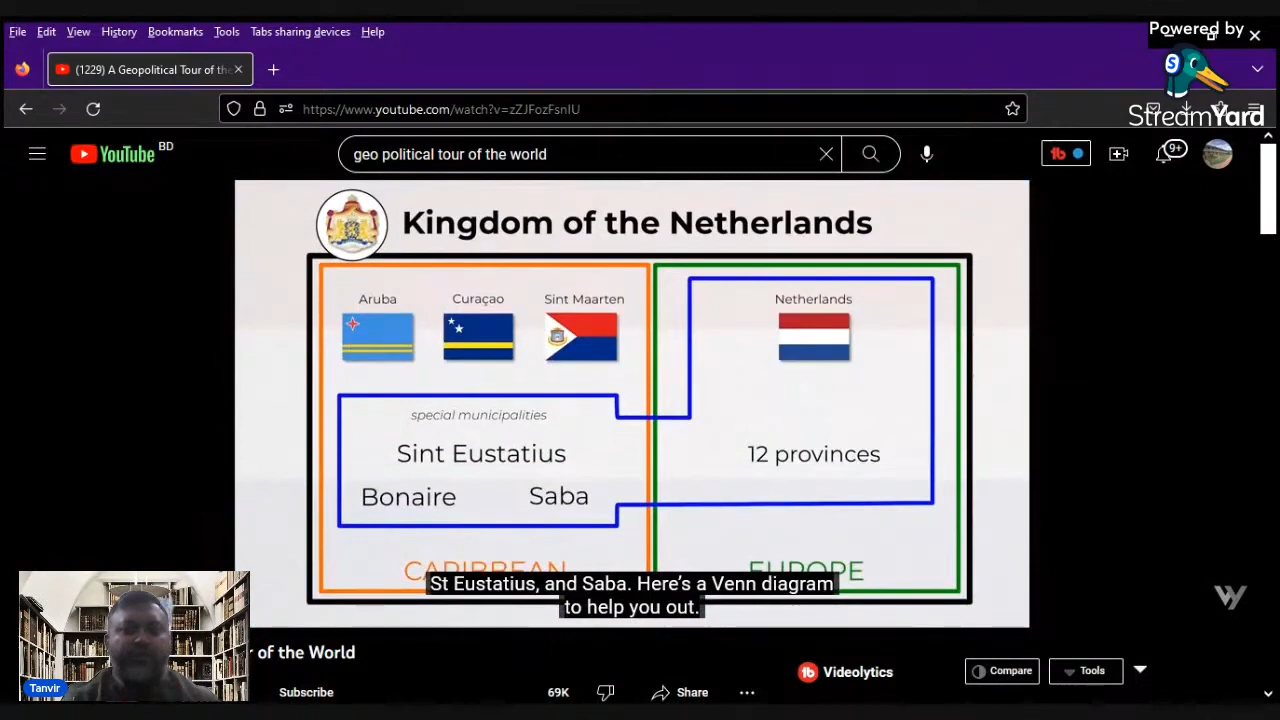 File Edit View History Bookmarks Tools Tabs sharing devices Help
Powered by
(1229) A Geopolitical Tour of the
StreamYard
https://www.youtube.com/watch?v=zZJFozFsnIU
YouTube BD
geo political tour of the world
9+
Kingdom of the Netherlands
Aruba Curaçao Sint Maarten Netherlands
special municipalities
Sint Eustatius
12 provinces
Bonaire Saba
CARIBBEAN EUROPE
St Eustatius, and Saba. Here's a Venn diagram
to help you out.
of the World
Tanvir
Subscribe
69K
Share
tb Videolytics
Compare
Tools